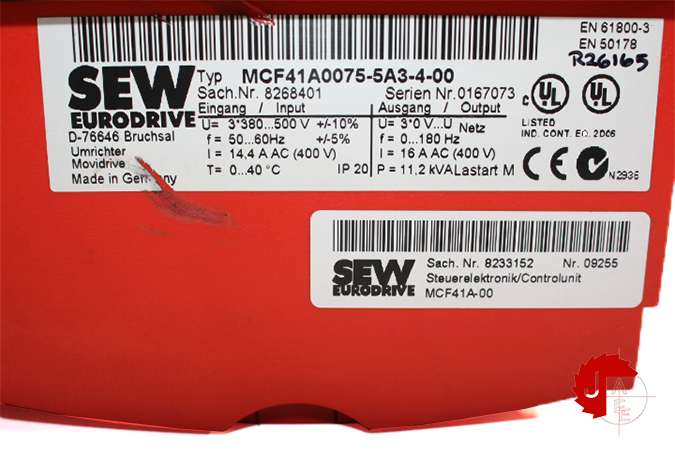 EN 61800-3
EN 50178
R26165
SEW
EURODRIVE
Typ MCF41A0075-5A3-4-00
Sach.Nr. 8268401 Serien Nr.0167073
Eingang / Input Ausgang / Output
U= 3*380...500 V +/-10% U= 3*0 V...U Netz
f = 50...60Hz +/-5% f = 0...180 Hz
I = 14,4 A AC (400 V) I = 16 A AC (400 V)
T= 0...40 °C IP 20 P = 11,2 kVA Lastart M
D-76646 Bruchsal
Umrichter
Movidrive
Made in Germany
c UL UL
LISTED
IND. CONT. EQ. 2D06
CE N2936
SEW
EURODRIVE
Sach. Nr. 8233152 Nr. 09255
Steuerelektronik/Controlunit
MCF41A-00
J A